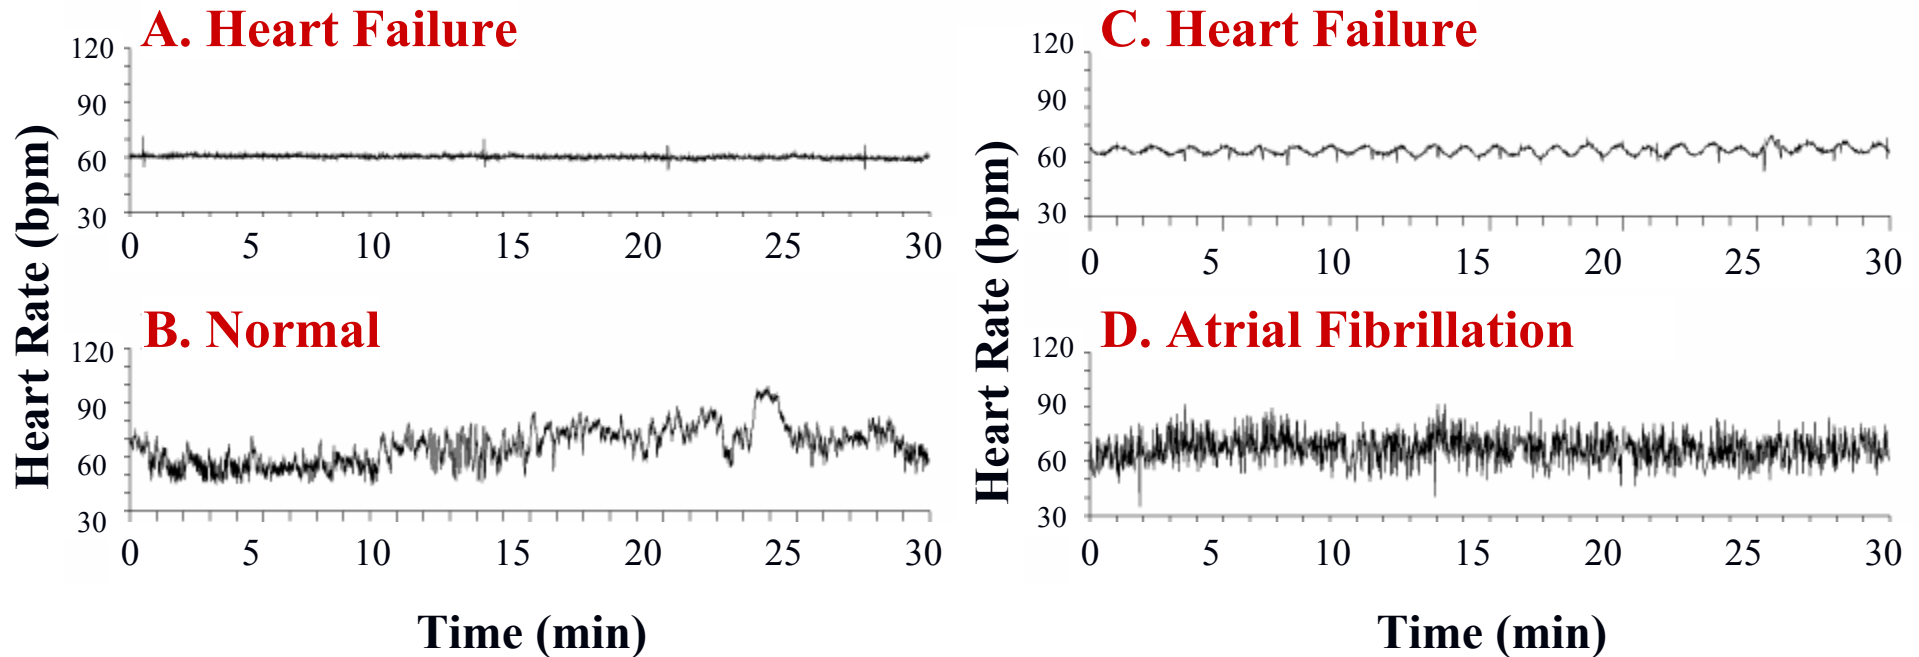 A. Heart Failure
120
90
60
30
0 5 10 15 20 25 30
B. Normal
120
90
60
30
0 5 10 15 20 25 30
Heart Rate (bpm)
Time (min)
C. Heart Failure
120
90
60
30
0 5 10 15 20 25 30
D. Atrial Fibrillation
120
90
60
30
0 5 10 15 20 25 30
Heart Rate (bpm)
Time (min)